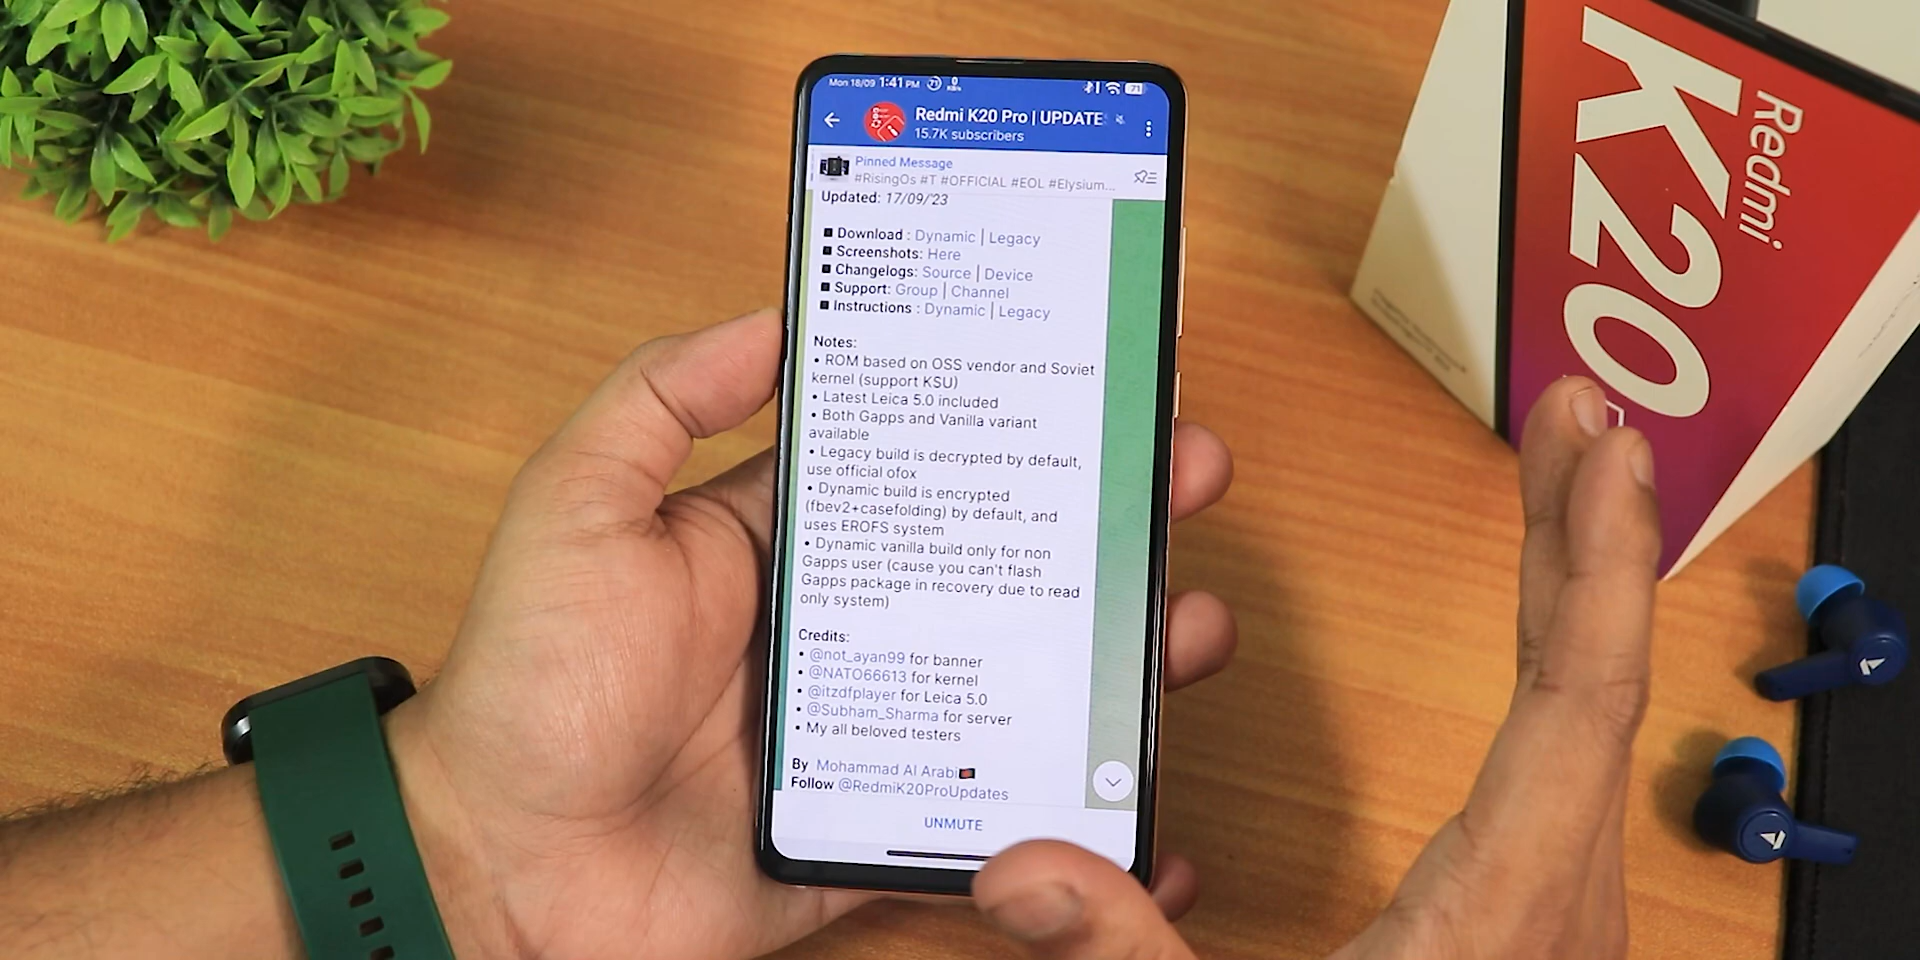 Mon 18/09 1:41 PM 71 0 KB/s 71
Redmi K20 Pro | UPDATE
15.7K subscribers
Pinned Message
#RisingOs #T #OFFICIAL #EOL #Elysium...
Updated: 17/09/'23
■ Download : Dynamic | Legacy
■ Screenshots: Here
■ Changelogs: Source | Device
■ Support: Group | Channel
■ Instructions : Dynamic | Legacy
Notes:
• ROM based on OSS vendor and Soviet
kernel (support KSU)
• Latest Leica 5.0 included
• Both Gapps and Vanilla variant
available
• Legacy build is decrypted by default,
use official ofox
• Dynamic build is encrypted
(fbev2+casefolding) by default, and
uses EROFS system
• Dynamic vanilla build only for non
Gapps user (cause you can't flash
Gapps package in recovery due to read
only system)
Credits:
• @not_ayan99 for banner
• @NATO66613 for kernel
• @itzdfplayer for Leica 5.0
• @Subham_Sharma for server
• My all beloved testers
By Mohammad Al Arabi
Follow @RedmiK20ProUpdates
UNMUTE
Redmi
K20